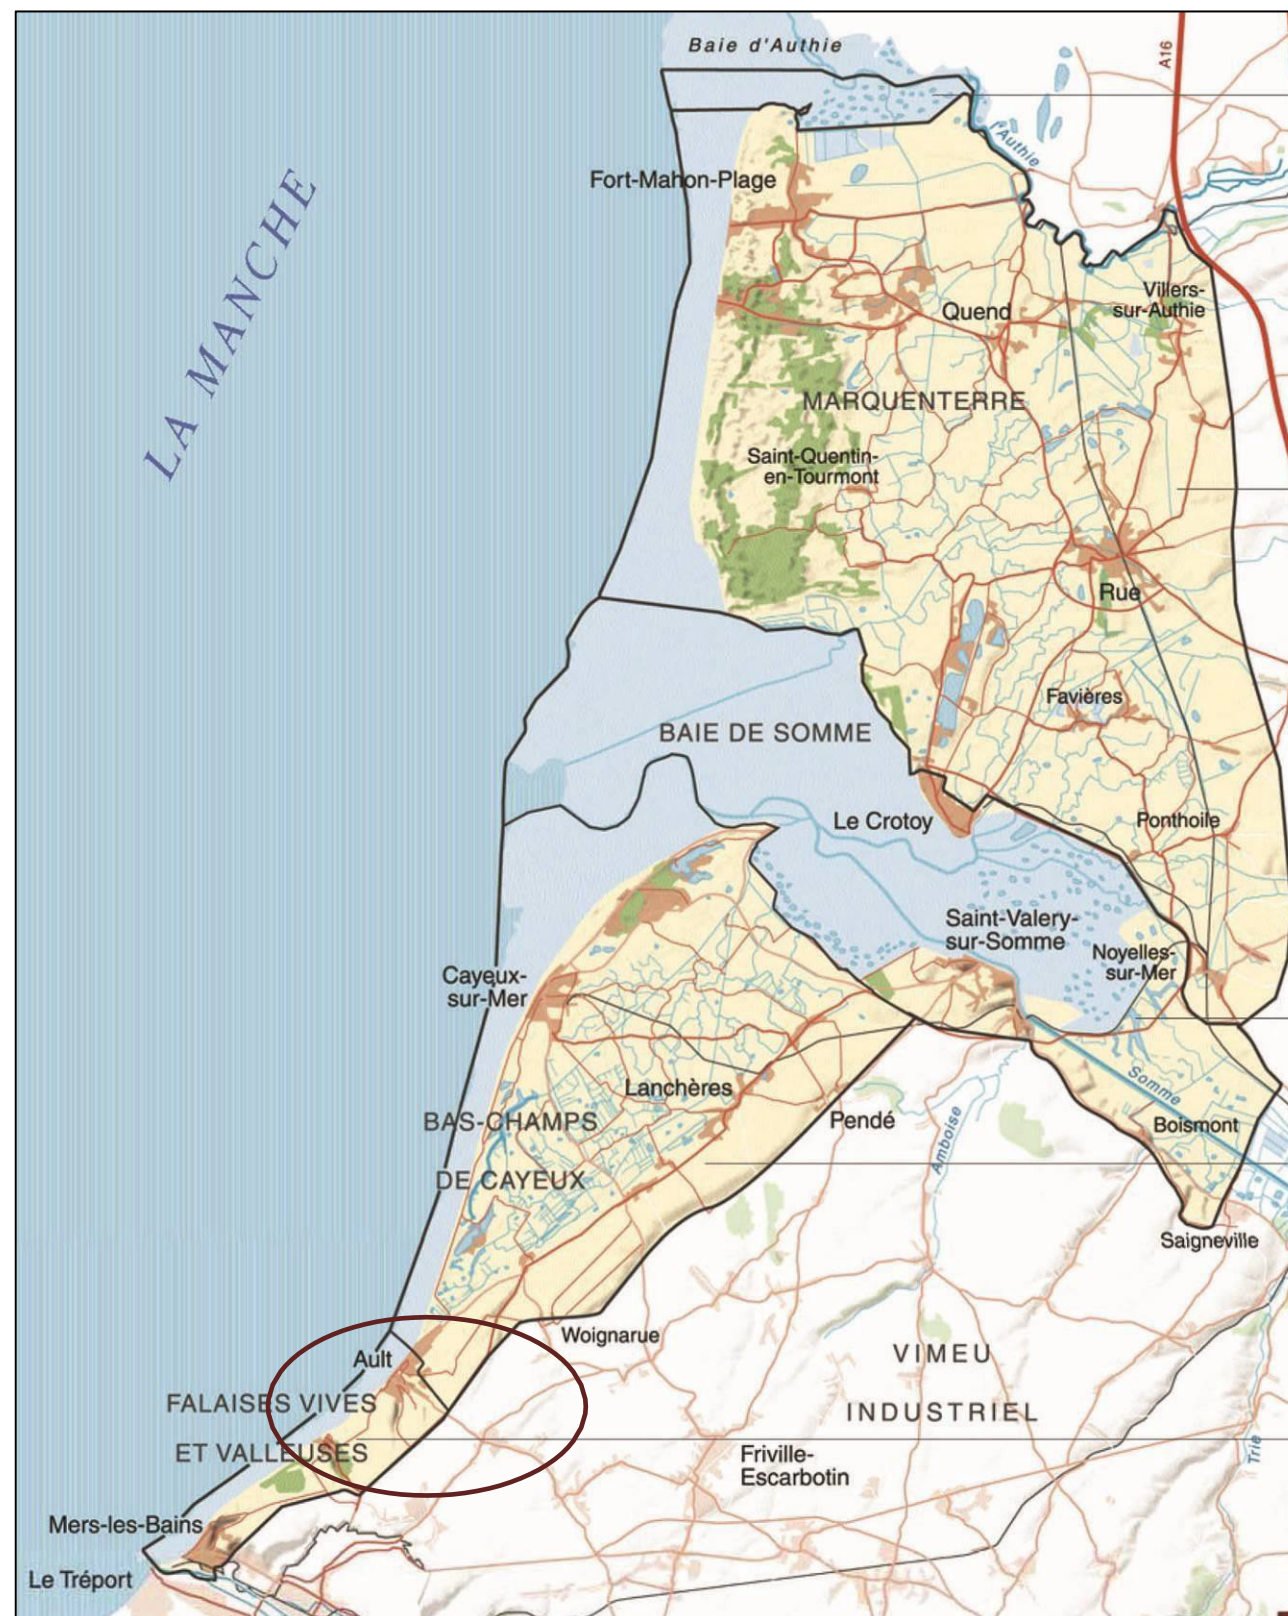 Baie d'Authie
A16
l'Authie
Fort-Mahon-Plage
LA MANCHE
Villers-
sur-Authie
Quend
MARQUENTERRE
Saint-Quentin-
en-Tourmont
Rue
Favières
BAIE DE SOMME
Le Crotoy
Ponthoile
Saint-Valery-
sur-Somme
Noyelles-
sur-Mer
Cayeux-
sur-Mer
Somme
Lanchères
BAS-CHAMPS
Pendé
Amboise
Boismont
DE CAYEUX
Saigneville
Woignarue
Ault
VIMEU
FALAISES VIVES
INDUSTRIEL
ET VALLEUSES
Friville-
Escarbotin
Trie
Mers-les-Bains
Le Tréport